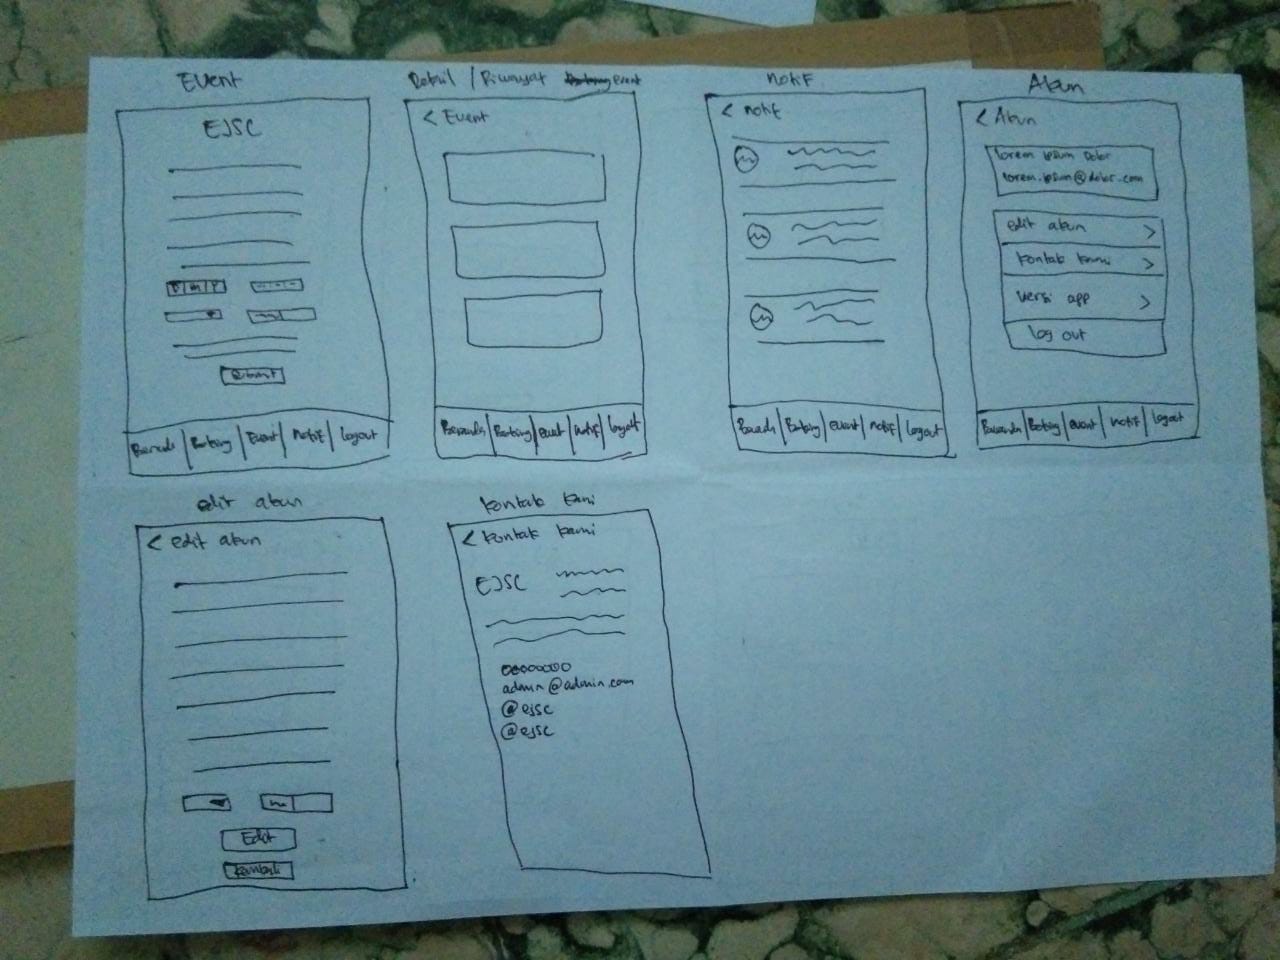 Event
EJSC
Submit
Beranda Booking Event Notif Logout
Detail / Riwayat event
< Event
Beranda Booking event Notif logout
Notif
< Notif
Beranda Booking event Notif logout
Akun
< Akun
lorem ipsum Dolor
lorem.ipsum@dolor.com
edit akun >
kontak kami >
versi app >
log out
Beranda Booking event notif logout
edit akun
< edit akun
Edit
Kembali
kontak kami
< kontak kami
EJSC
admin@admin.com
@ejsc
@ejsc